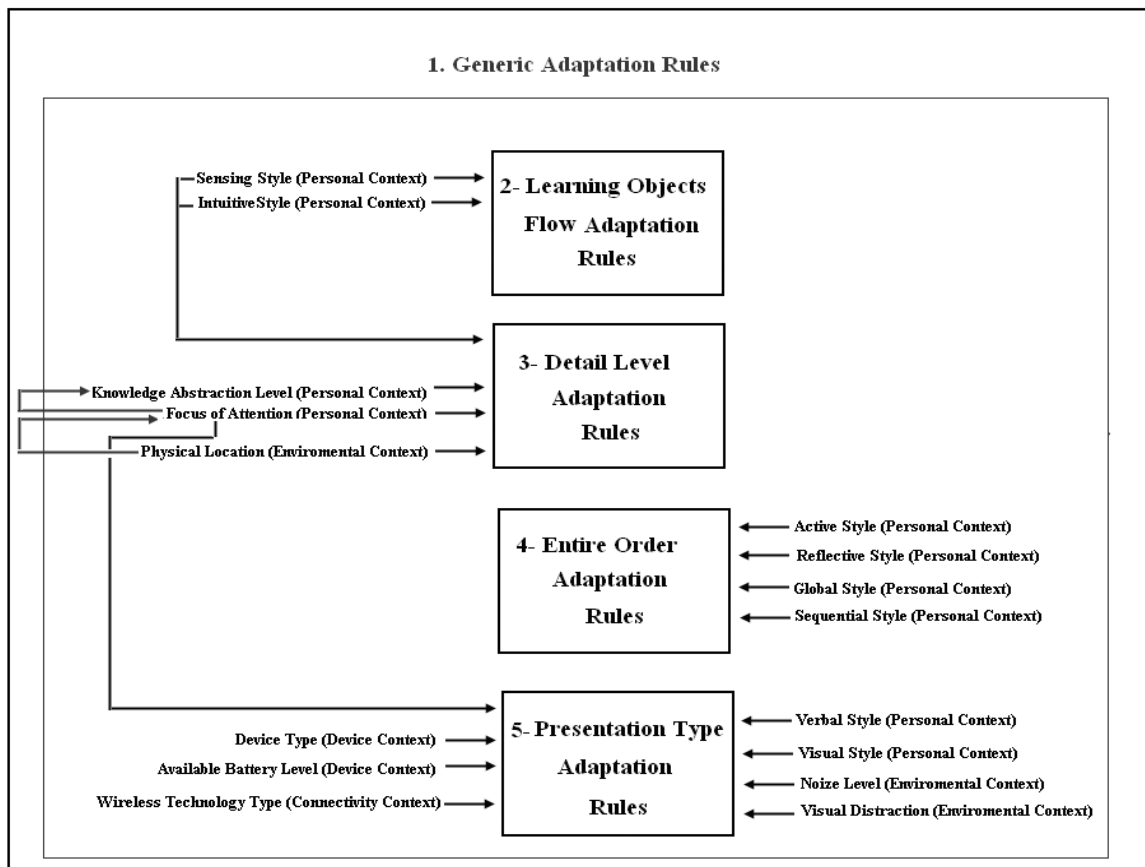 1. Generic Adaptation Rules
Sensing Style (Personal Context)
IntuitiveStyle (Personal Context)
2- Learning Objects
Flow Adaptation
Rules
3- Detail Level
Adaptation
Rules
Knowledge Abstraction Level (Personal Context)
Focus of Attention (Personal Context)
Physical Location (Enviromental Context)
4- Entire Order
Adaptation
Rules
Active Style (Personal Context)
Reflective Style (Personal Context)
Global Style (Personal Context)
Sequential Style (Personal Context)
5- Presentation Type
Adaptation
Rules
Device Type (Device Context)
Available Battery Level (Device Context)
Wireless Technology Type (Connectivity Context)
Verbal Style (Personal Context)
Visual Style (Personal Context)
Noize Level (Enviromental Context)
Visual Distraction (Enviromental Context)